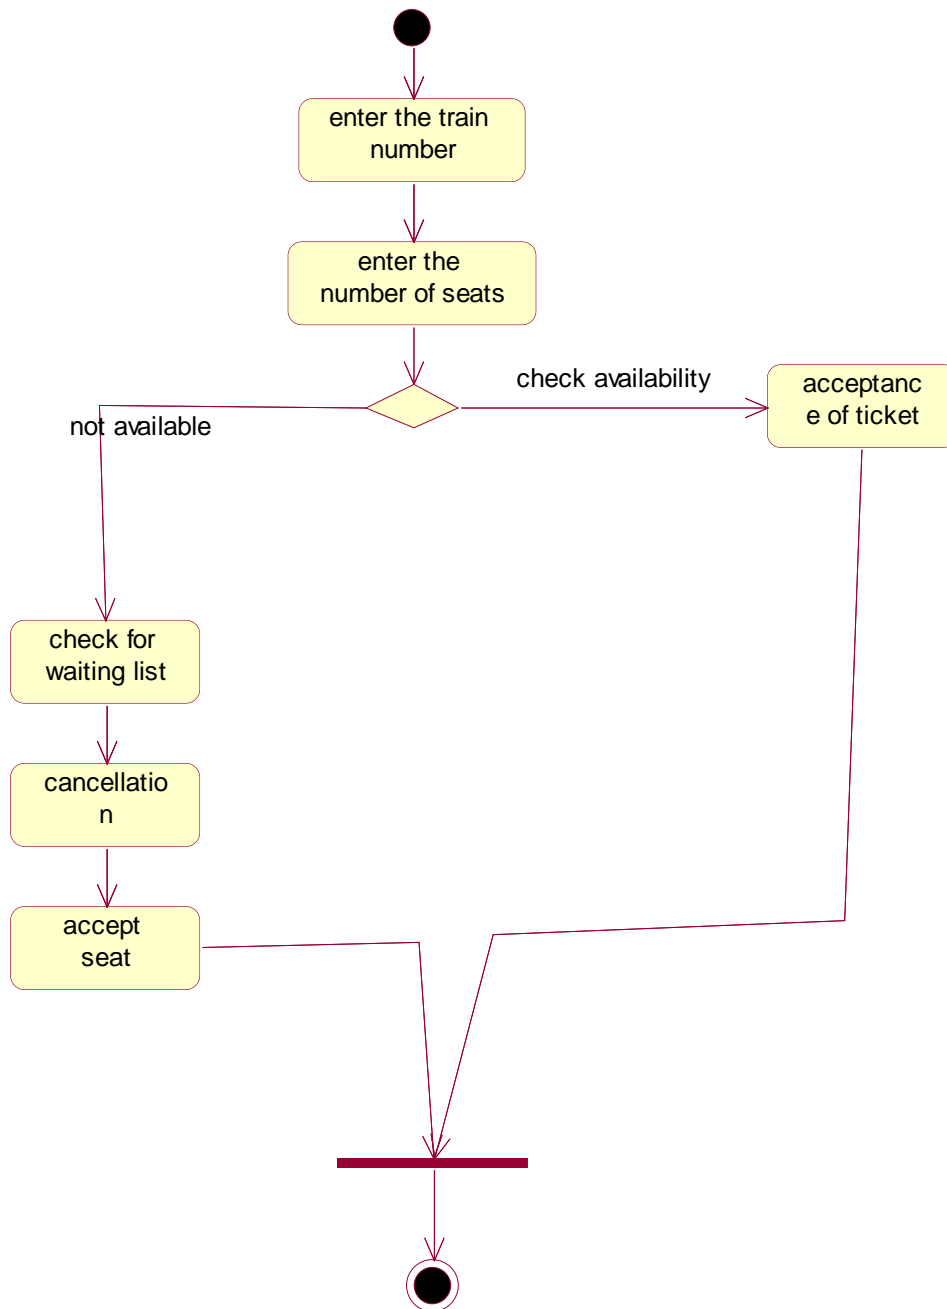 enter the train
number
enter the
number of seats
check availability
acceptanc
e of ticket
not available
check for
waiting list
cancellatio
n
accept
seat